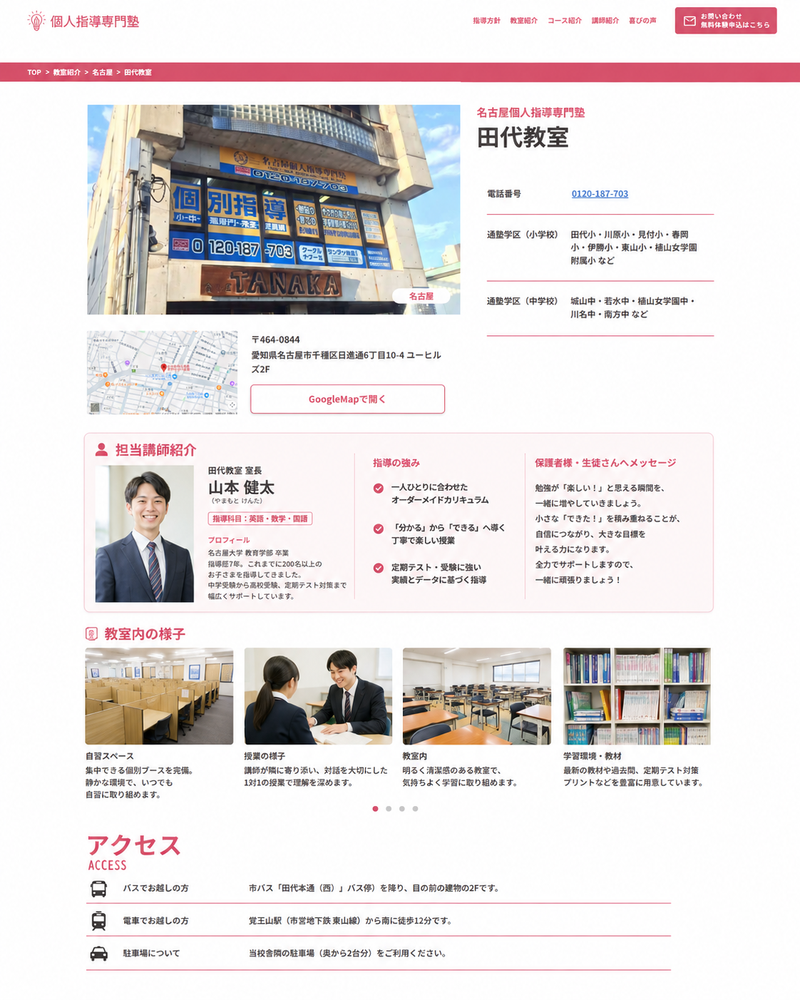 個人指導専門塾
指導方針 教室紹介 コース紹介 講師紹介 喜びの声
お問い合わせ
無料体験申込はこちら
TOP > 教室紹介 > 名古屋 > 田代教室
名古屋個人指導専門塾
0120-187-703
個別指導
小-中-
0120-187-703
TANAKA
名古屋
名古屋個人指導専門塾
田代教室
電話番号 0120-187-703
通塾学区（小学校） 田代小・川原小・見付小・春岡
小・伊勝小・東山小・椙山女学園
附属小 など
通塾学区（中学校） 城山中・若水中・椙山女学園中・
川名中・南方中 など
〒464-0844
愛知県名古屋市千種区日進通6丁目10-4 ユーヒル
ズ2F
GoogleMapで開く
担当講師紹介
田代教室 室長
山本 健太
（やまもと けんた）
指導科目：英語・数学・国語
プロフィール
名古屋大学 教育学部 卒業
指導歴7年。これまでに200名以上の
お子さまを指導してきました。
中学受験から高校受験、定期テスト対策まで
幅広くサポートしています。
指導の強み
一人ひとりに合わせた
オーダーメイドカリキュラム
「分かる」から「できる」へ導く
丁寧で楽しい授業
定期テスト・受験に強い
実績とデータに基づく指導
保護者様・生徒さんへメッセージ
勉強が「楽しい！」と思える瞬間を、
一緒に増やしていきましょう。
小さな「できた！」を積み重ねることが、
自信につながり、大きな目標を
叶える力になります。
全力でサポートしますので、
一緒に頑張りましょう！
教室内の様子
自習スペース
集中できる個別ブースを完備。
静かな環境で、いつでも
自習に取り組めます。
授業の様子
講師が隣に寄り添い、対話を大切にした
1対1の授業で理解を深めます。
教室内
明るく清潔感のある教室で、
気持ちよく学習に取り組めます。
学習環境・教材
最新の教材や過去問、定期テスト対策
プリントなどを豊富に用意しています。
アクセス
ACCESS
バスでお越しの方 市バス「田代本通（西）」バス停）を降り、目の前の建物の2Fです。
電車でお越しの方 覚王山駅（市営地下鉄 東山線）から南に徒歩12分です。
駐車場について 当校舎隣の駐車場（奥から2台分）をご利用ください。